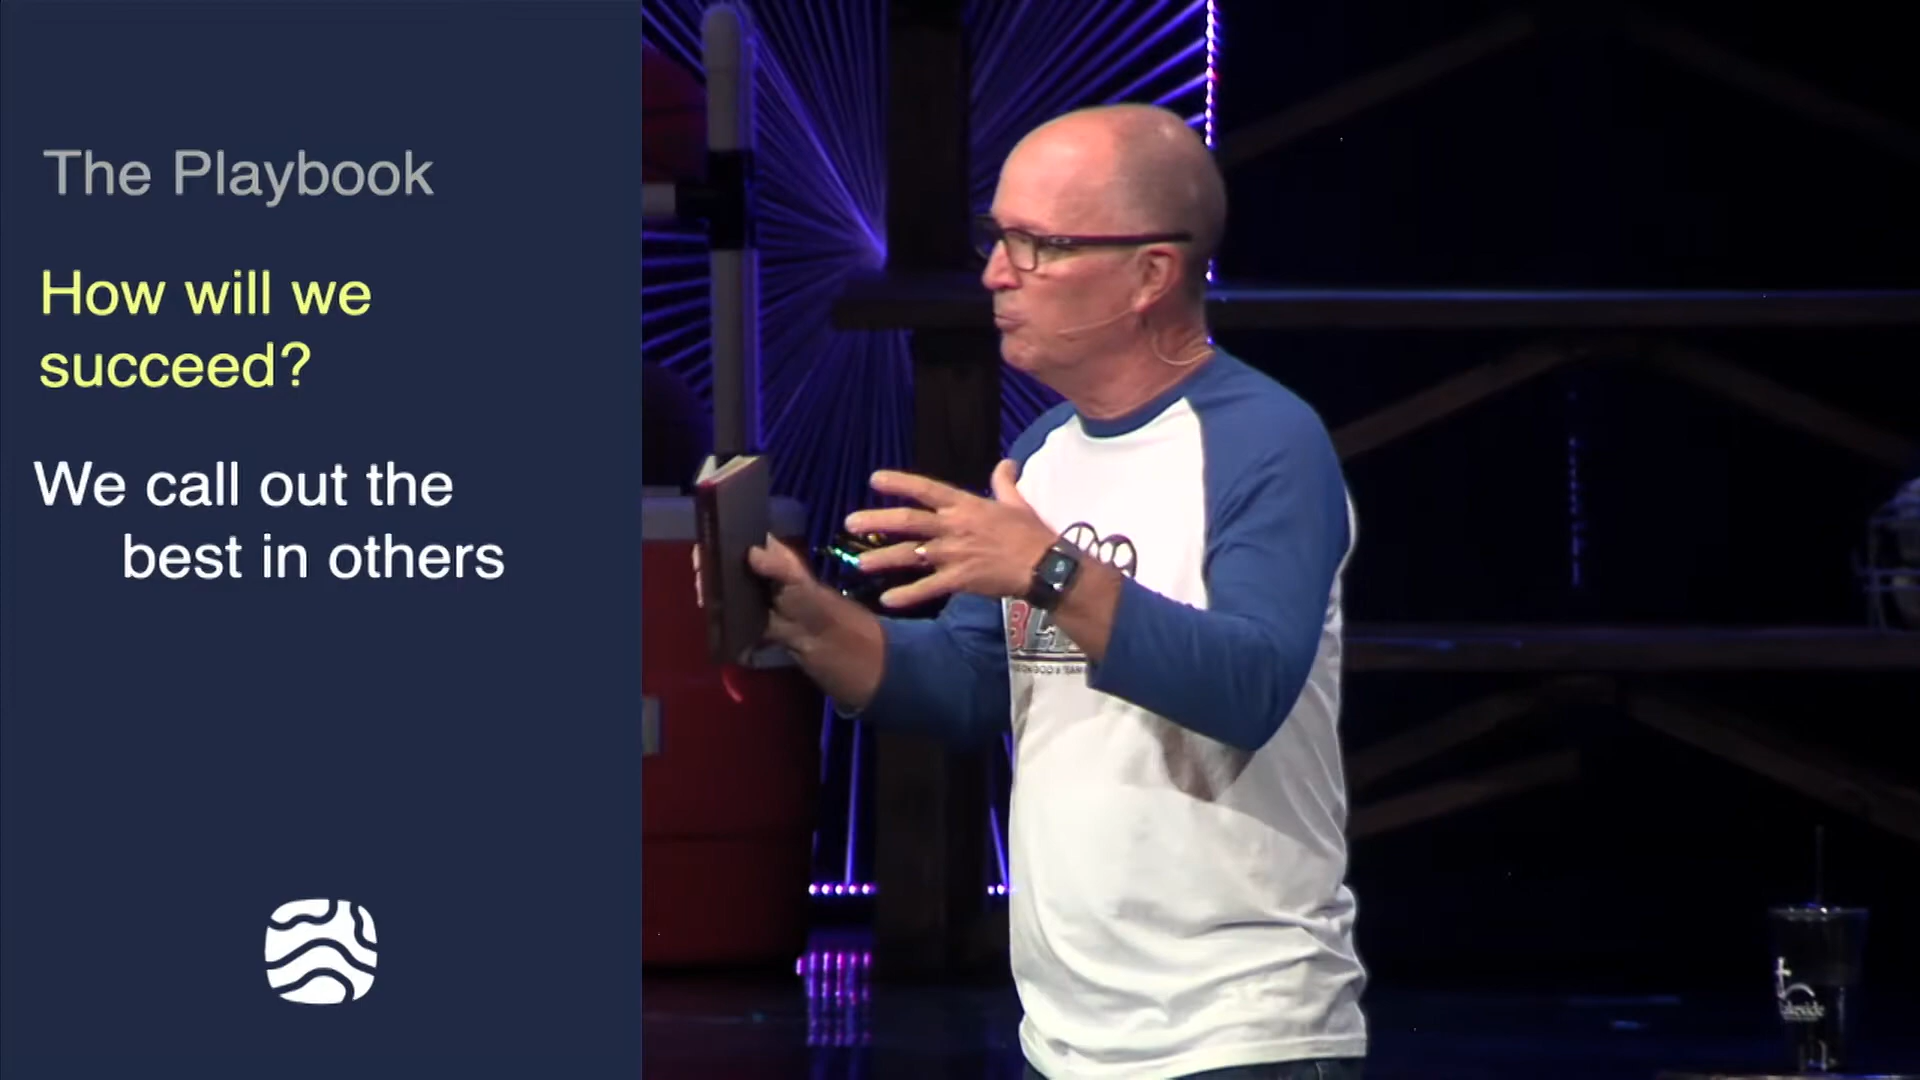 The Playbook
How will we
succeed?
We call out the
best in others